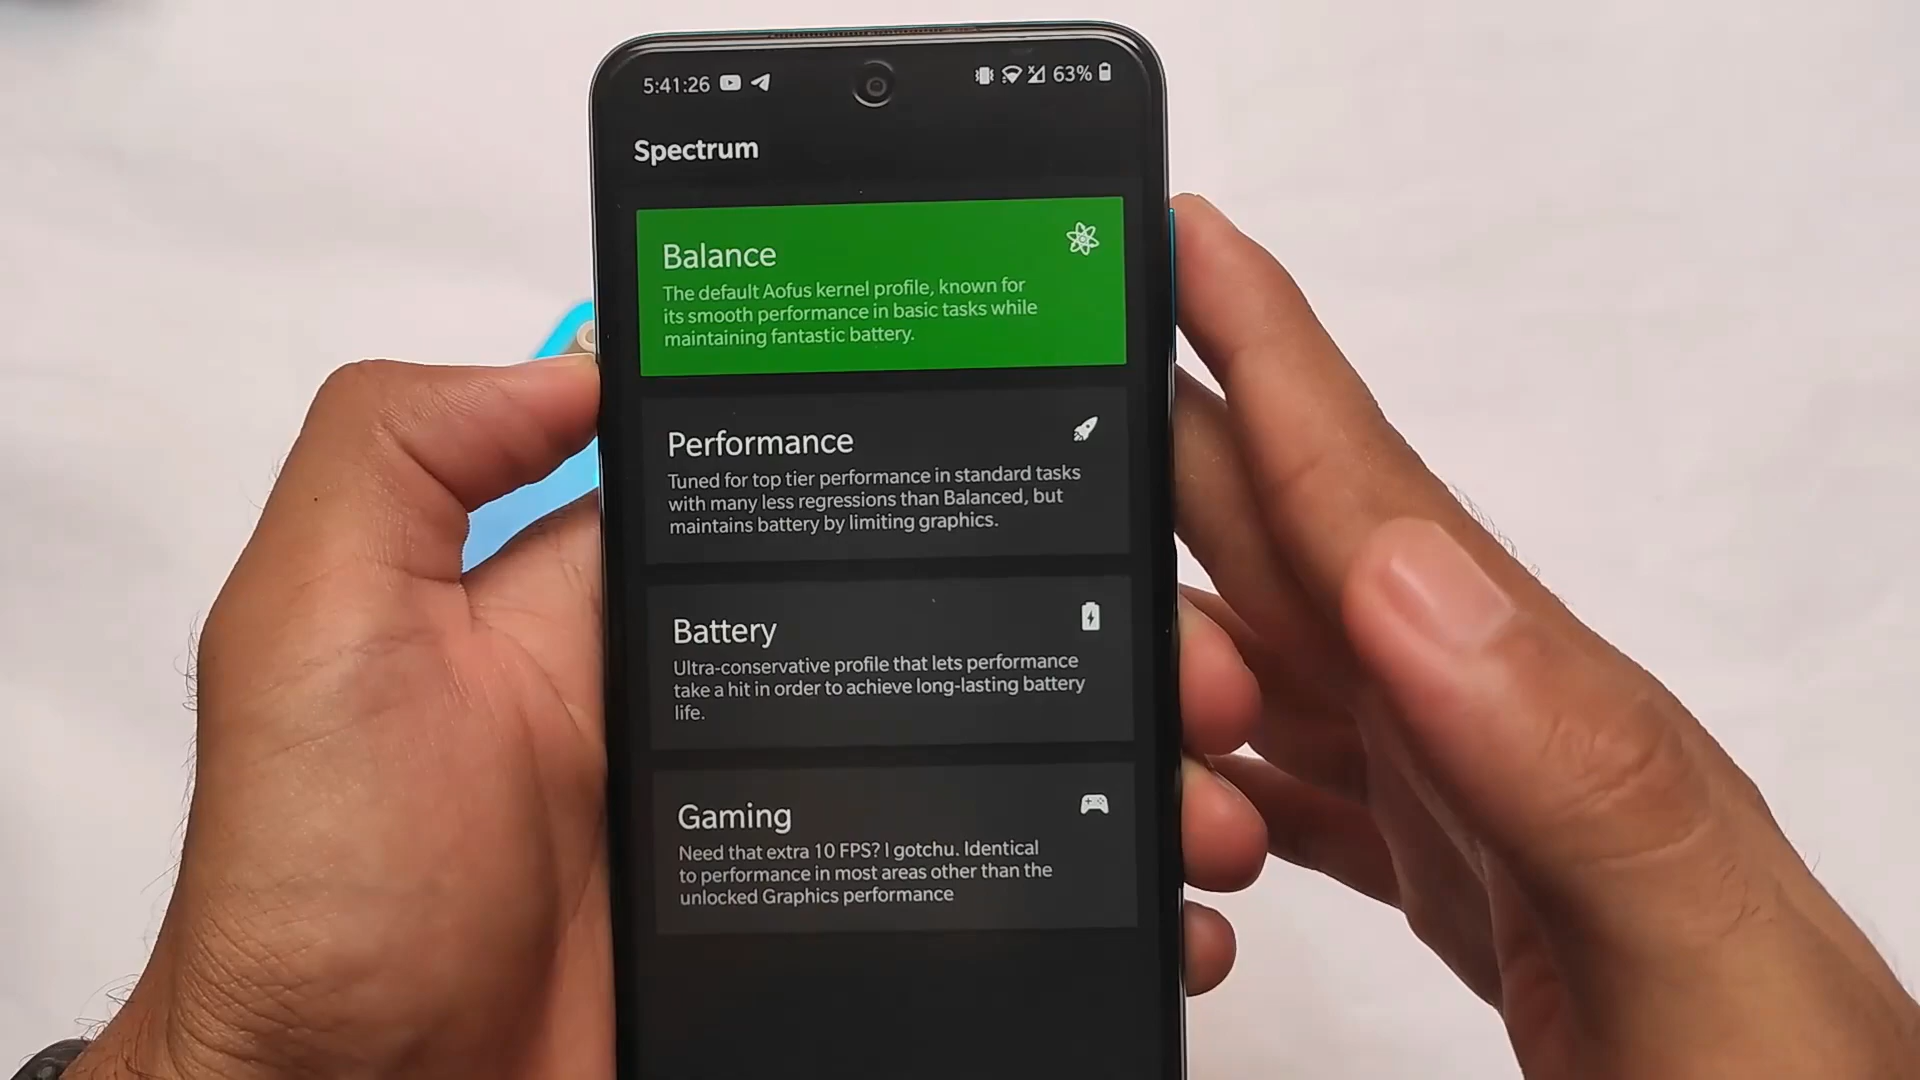 5:41:26 63%
Spectrum
Balance
The default Aofus kernel profile, known for
its smooth performance in basic tasks while
maintaining fantastic battery.
Performance
Tuned for top tier performance in standard tasks
with many less regressions than Balanced, but
maintains battery by limiting graphics.
Battery
Ultra-conservative profile that lets performance
take a hit in order to achieve long-lasting battery
life.
Gaming
Need that extra 10 FPS? I gotchu. Identical
to performance in most areas other than the
unlocked Graphics performance